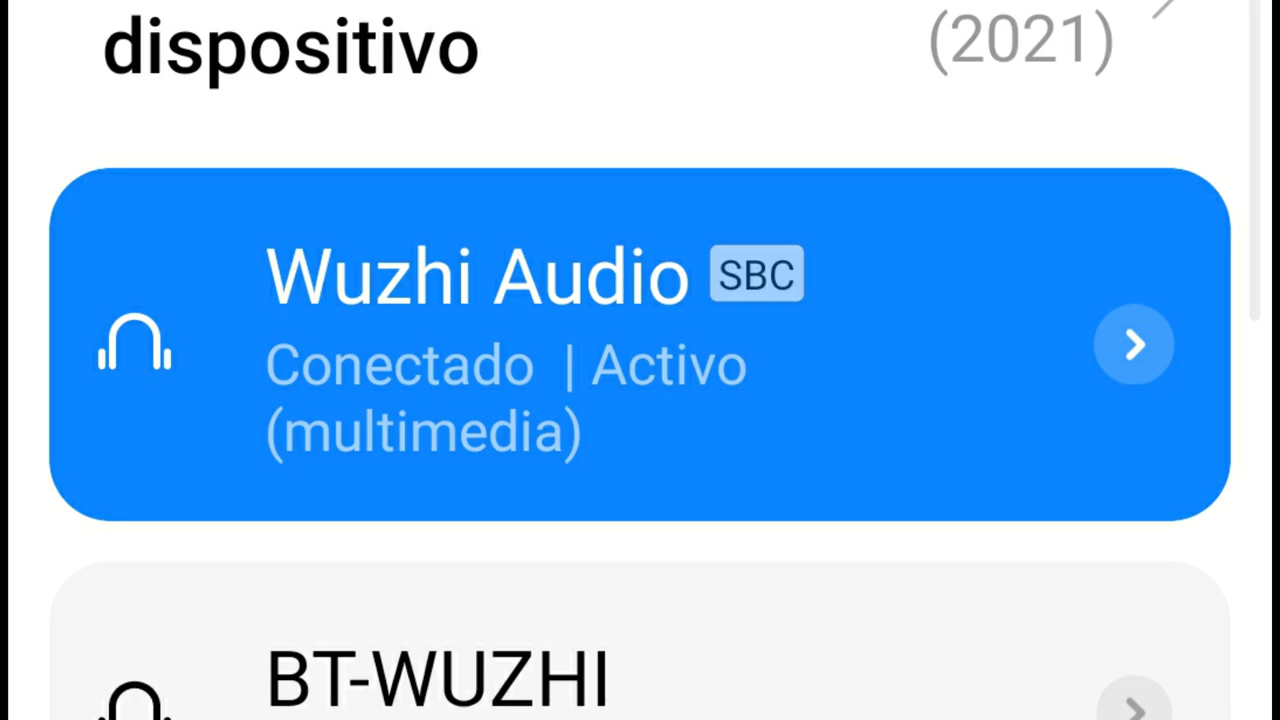 dispositivo
(2021)
Wuzhi Audio SBC
Conectado | Activo
(multimedia)
BT-WUZHI